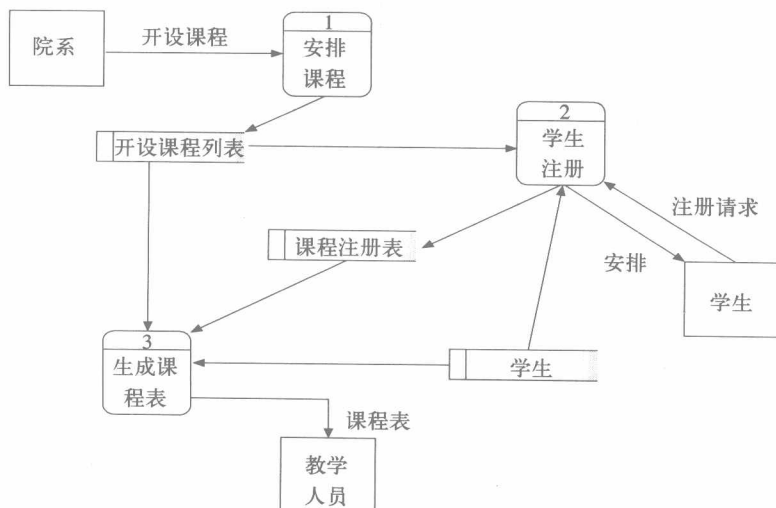 院系
开设课程
1
安排
课程
开设课程列表
2
学生
注册
注册请求
课程注册表
安排
学生
3
生成课
程表
学生
课程表
教学
人员